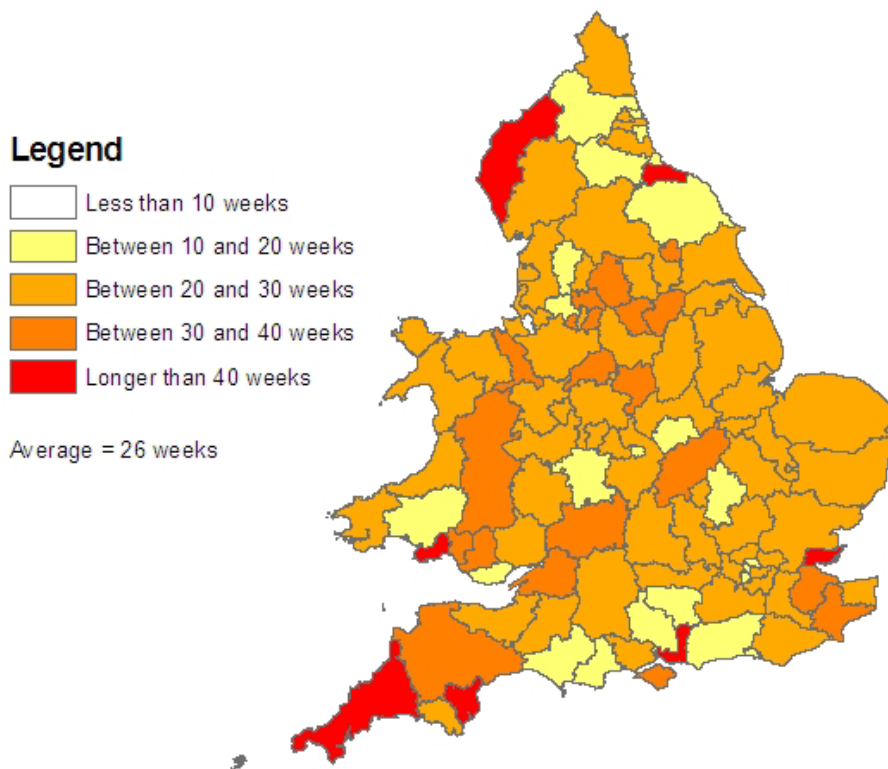 Legend
Less than 10 weeks
Between 10 and 20 weeks
Between 20 and 30 weeks
Between 30 and 40 weeks
Longer than 40 weeks
Average = 26 weeks